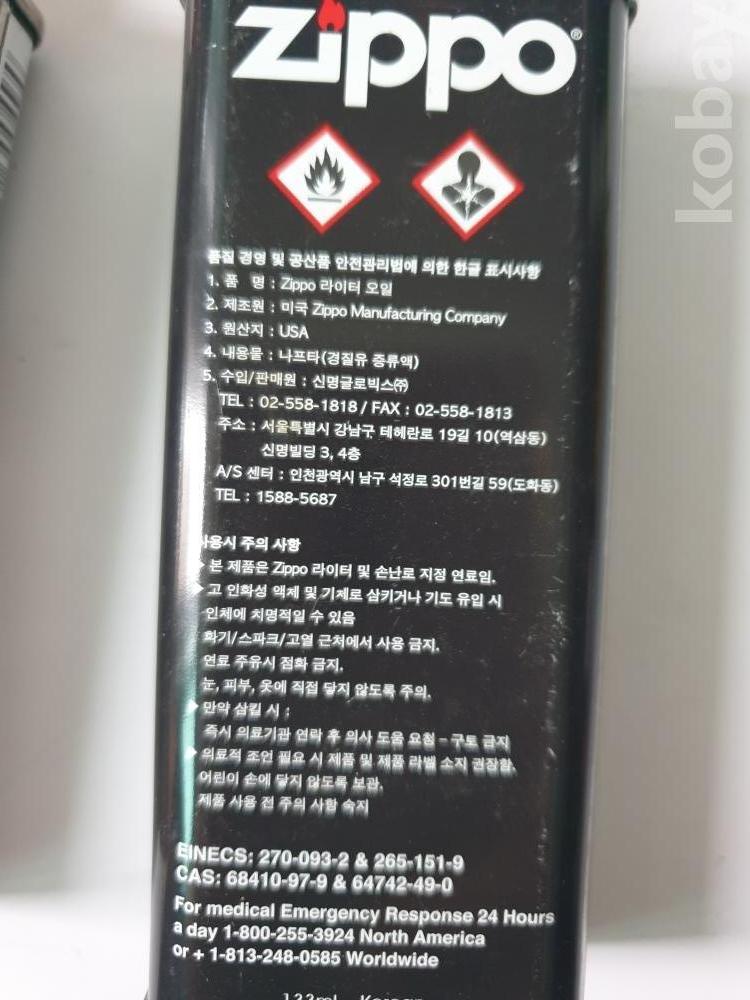 zippo®
kobay
품질 경영 및 공산품 안전관리법에 의한 한글 표시사항
1. 품 명 : Zippo 라이터 오일
2. 제조원 : 미국 Zippo Manufacturing Company
3. 원산지 : USA
4. 내용물 : 나프타(경질유 증류액)
5. 수입/판매원 : 신명글로빅스㈜
TEL : 02-558-1818 / FAX : 02-558-1813
주소 : 서울특별시 강남구 테헤란로 19길 10(역삼동)
신명빌딩 3, 4층
A/S 센터 : 인천광역시 남구 석정로 301번길 59(도화동)
TEL : 1588-5687
사용시 주의 사항
본 제품은 Zippo 라이터 및 손난로 지정 연료임.
고 인화성 액체 및 기체로 삼키거나 기도 유입 시
인체에 치명적일 수 있음
화기/스파크/고열 근처에서 사용 금지.
연료 주유시 점화 금지.
눈, 피부, 옷에 직접 닿지 않도록 주의.
만약 삼킬 시 :
즉시 의료기관 연락 후 의사 도움 요청 - 구토 금지
의료적 조언 필요 시 제품 및 제품 라벨 소지 권장함.
어린이 손에 닿지 않도록 보관.
제품 사용 전 주의 사항 숙지
EINECS: 270-093-2 & 265-151-9
CAS: 68410-97-9 & 64742-49-0
For medical Emergency Response 24 Hours
a day 1-800-255-3924 North America
or + 1-813-248-0585 Worldwide
133ml Korean